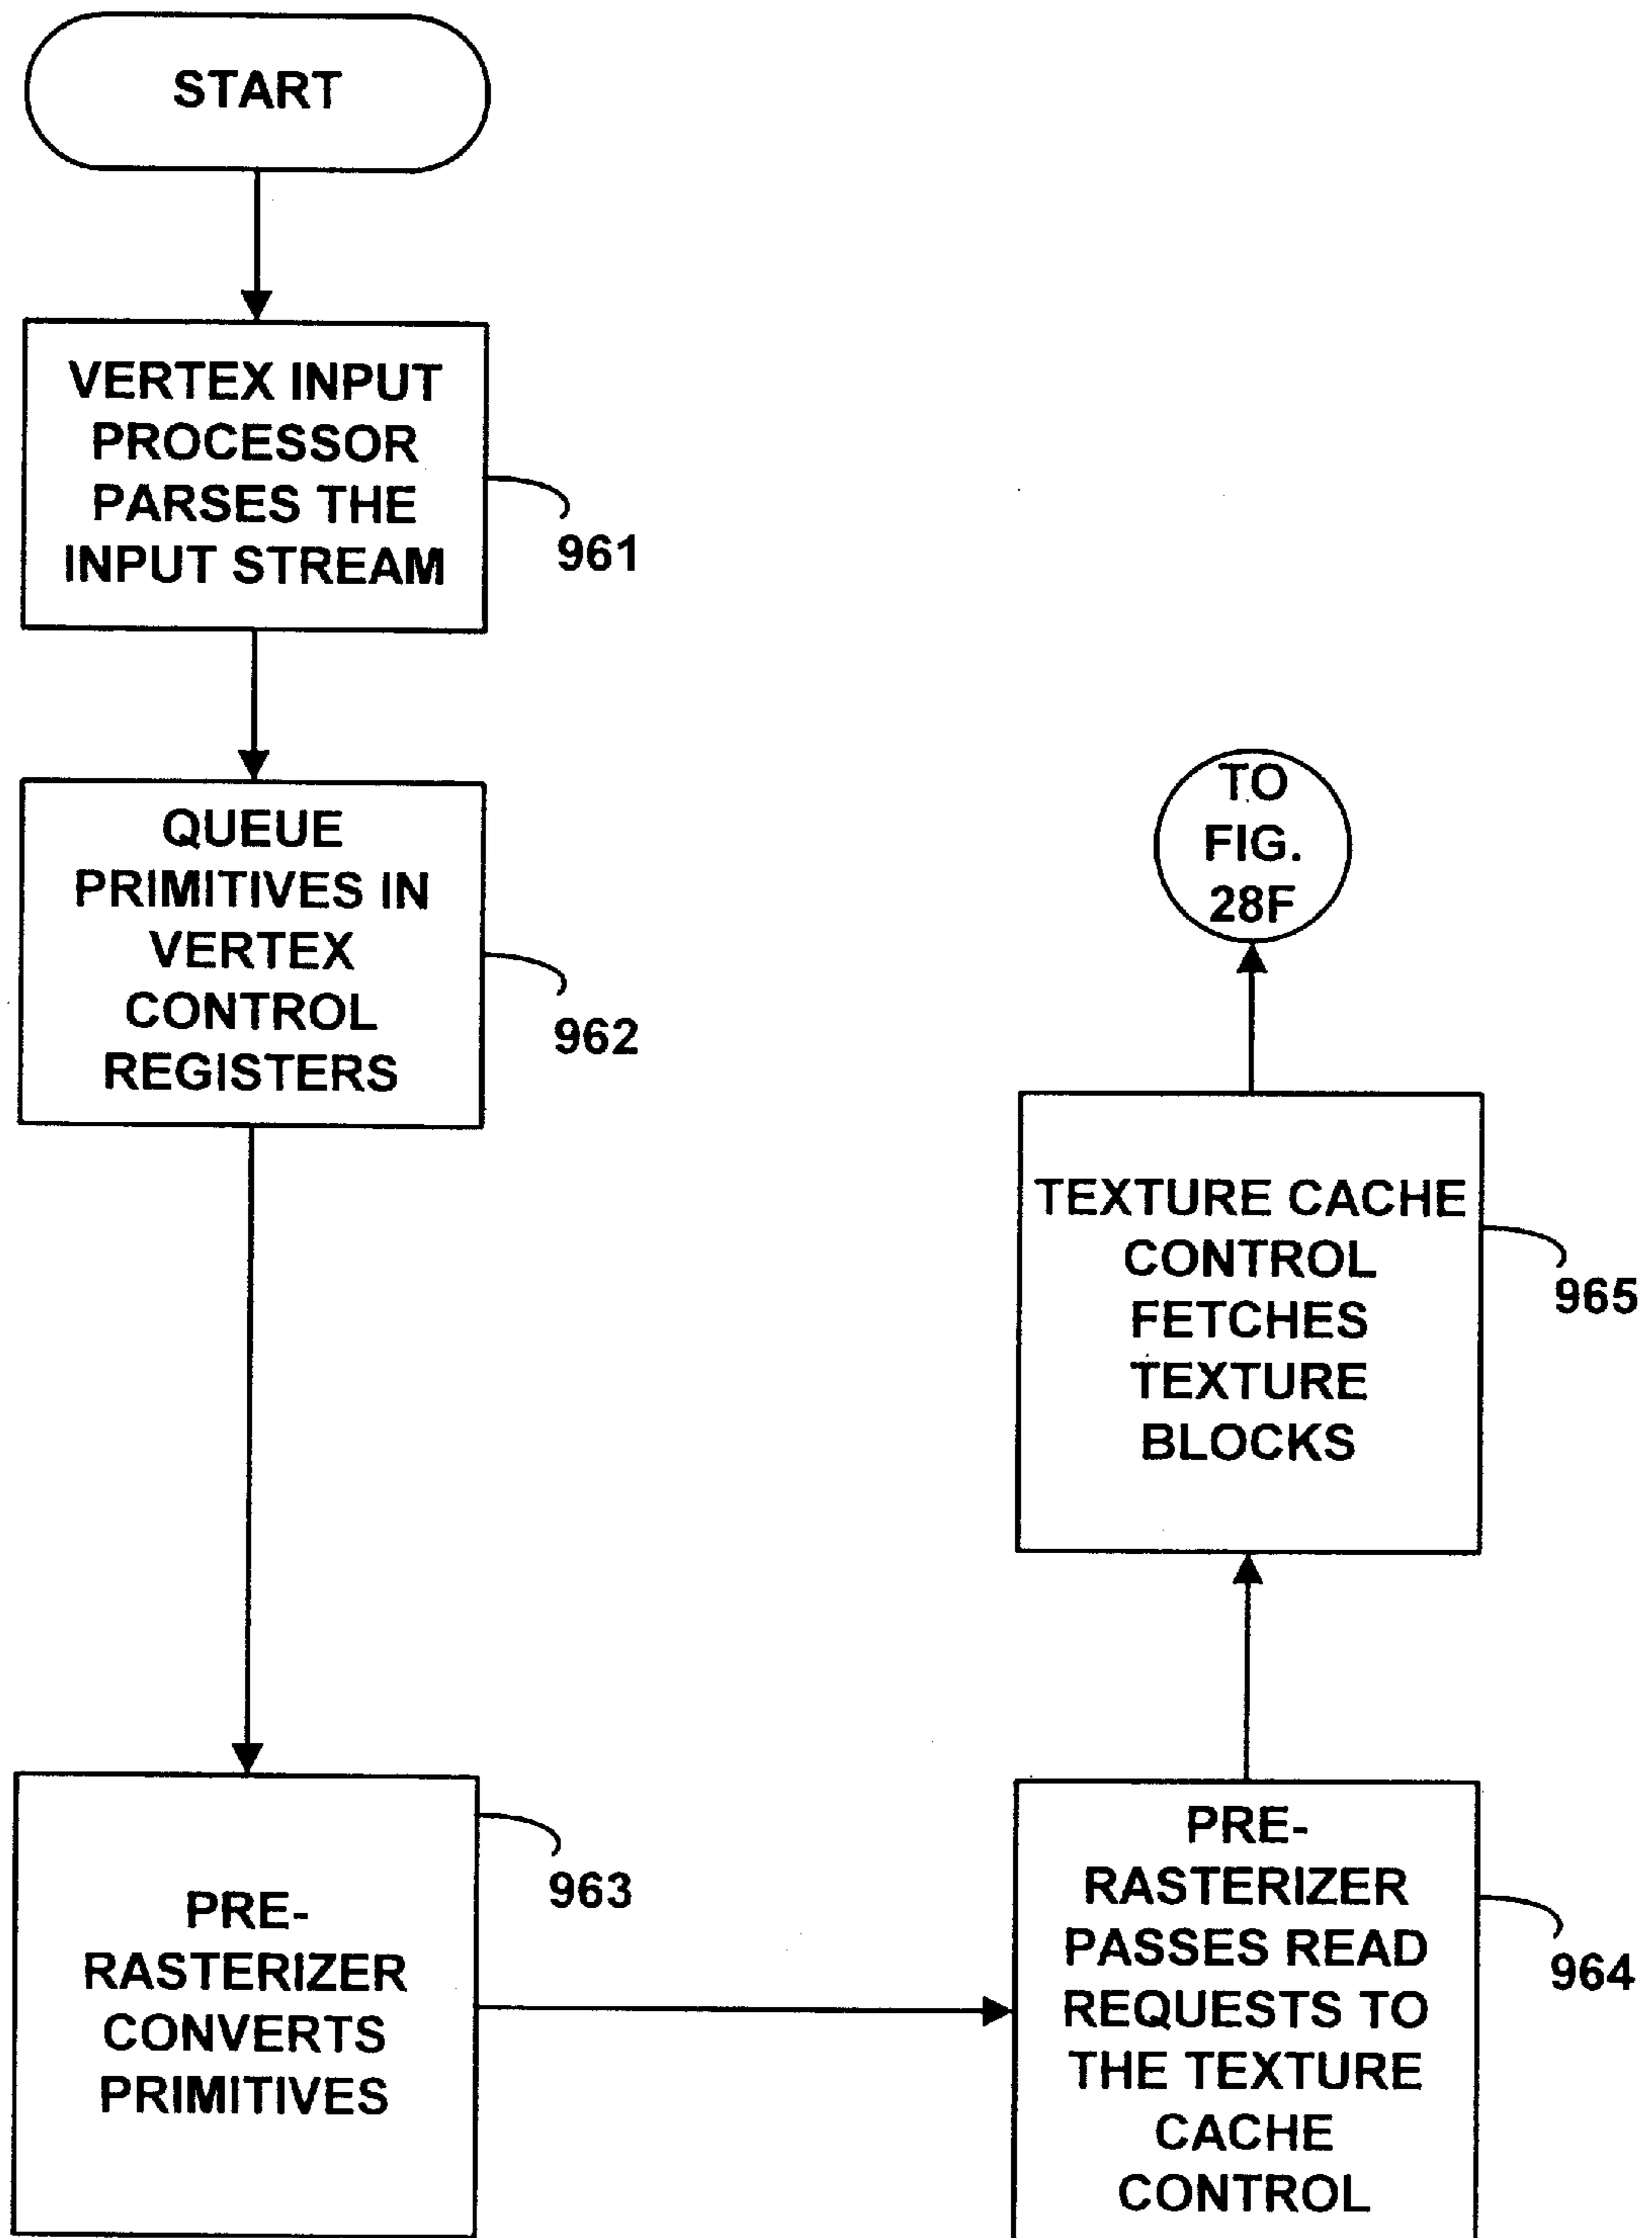 START
VERTEX INPUT
PROCESSOR
PARSES THE
INPUT STREAM
961
QUEUE
PRIMITIVES IN
VERTEX
CONTROL
REGISTERS
962
PRE-
RASTERIZER
CONVERTS
PRIMITIVES
963
PRE-
RASTERIZER
PASSES READ
REQUESTS TO
THE TEXTURE
CACHE
CONTROL
964
TEXTURE CACHE
CONTROL
FETCHES
TEXTURE
BLOCKS
965
TO
FIG.
28F